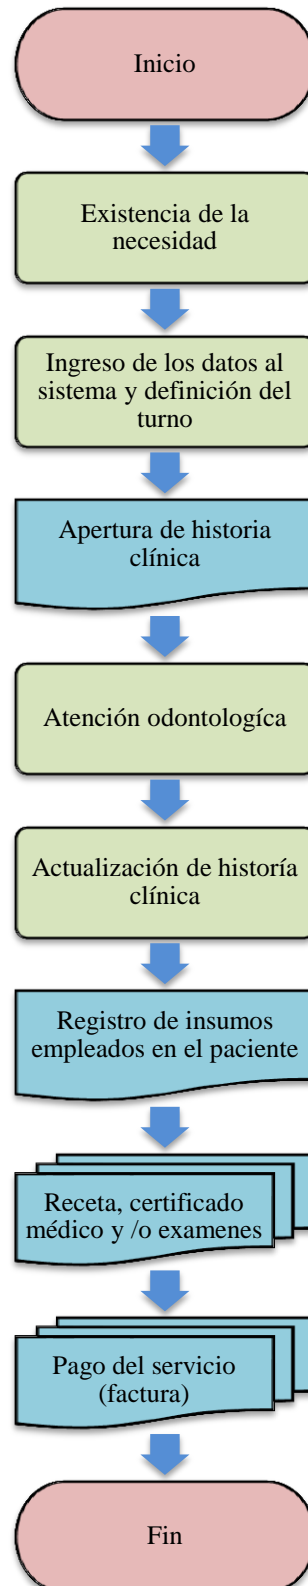 Inicio
Existencia de la
necesidad
Ingreso de los datos al
sistema y definición del
turno
Apertura de historia
clínica
Atención odontologíca
Actualización de historía
clínica
Registro de insumos
empleados en el paciente
Receta, certificado
médico y /o examenes
Pago del servicio
(factura)
Fin